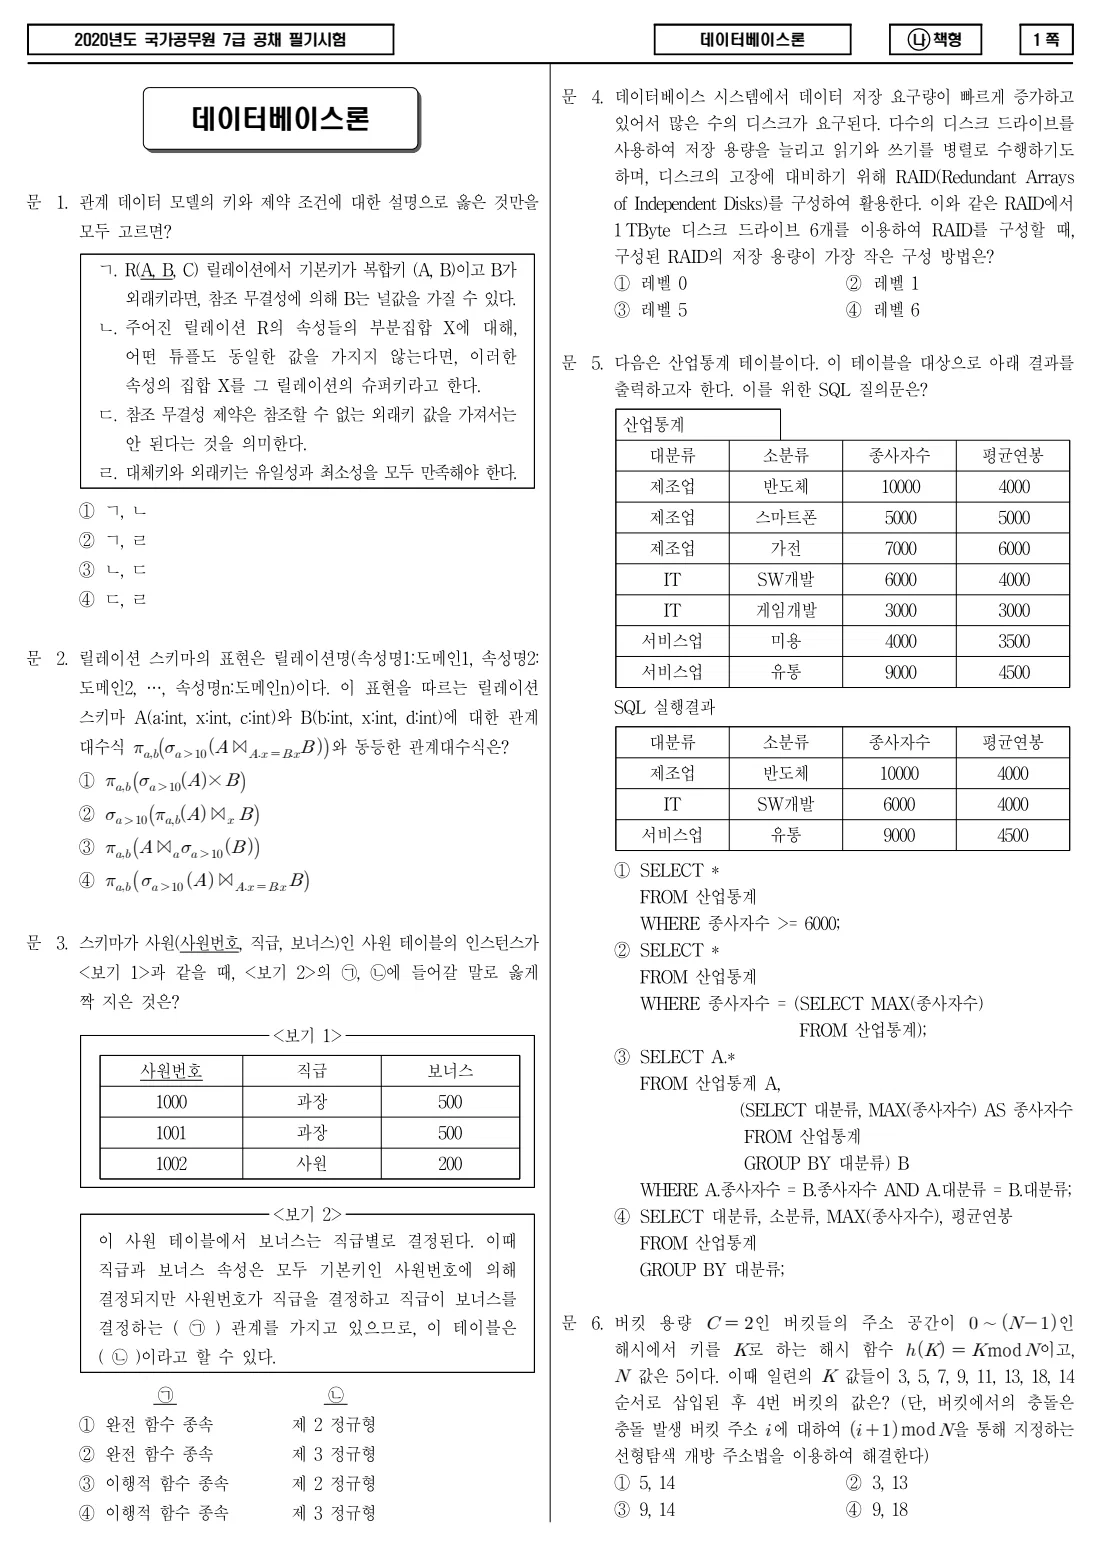 2020년도 국가공무원 7급 공채 필기시험
데이터베이스론
㉯ 책형
1 쪽
데이터베이스론
문 1. 관계 데이터 모델의 키와 제약 조건에 대한 설명으로 옳은 것만을
모두 고르면?
ㄱ. R(A, B, C) 릴레이션에서 기본키가 복합키 (A, B)이고 B가
외래키라면, 참조 무결성에 의해 B는 널값을 가질 수 있다.
ㄴ. 주어진 릴레이션 R의 속성들의 부분집합 X에 대해,
어떤 튜플도 동일한 값을 가지지 않는다면, 이러한
속성의 집합 X를 그 릴레이션의 슈퍼키라고 한다.
ㄷ. 참조 무결성 제약은 참조할 수 없는 외래키 값을 가져서는
안 된다는 것을 의미한다.
ㄹ. 대체키와 외래키는 유일성과 최소성을 모두 만족해야 한다.
① ㄱ, ㄴ
② ㄱ, ㄹ
③ ㄴ, ㄷ
④ ㄷ, ㄹ
문 2. 릴레이션 스키마의 표현은 릴레이션명(속성명1:도메인1, 속성명2:
도메인2, …, 속성명n:도메인n)이다. 이 표현을 따르는 릴레이션
스키마 A(a:int, x:int, c:int)와 B(b:int, x:int, d:int)에 대한 관계
대수식 π_{a,b}(σ_{a>10}(A⋈_{A.x=B.x}B))와 동등한 관계대수식은?
① π_{a,b}(σ_{a>10}(A)×B)
② σ_{a>10}(π_{a,b}(A)⋈_x B)
③ π_{a,b}(A⋈_a σ_{a>10}(B))
④ π_{a,b}(σ_{a>10}(A)⋈_{A.x=B.x}B)
문 3. 스키마가 사원(사원번호, 직급, 보너스)인 사원 테이블의 인스턴스가
<보기 1>과 같을 때, <보기 2>의 ㉠, ㉡에 들어갈 말로 옳게
짝 지은 것은?
<보기 1>
사원번호 직급 보너스
1000 과장 500
1001 과장 500
1002 사원 200
<보기 2>
이 사원 테이블에서 보너스는 직급별로 결정된다. 이때
직급과 보너스 속성은 모두 기본키인 사원번호에 의해
결정되지만 사원번호가 직급을 결정하고 직급이 보너스를
결정하는 ( ㉠ ) 관계를 가지고 있으므로, 이 테이블은
( ㉡ )이라고 할 수 있다.
㉠ ㉡
① 완전 함수 종속 제 2 정규형
② 완전 함수 종속 제 3 정규형
③ 이행적 함수 종속 제 2 정규형
④ 이행적 함수 종속 제 3 정규형
문 4. 데이터베이스 시스템에서 데이터 저장 요구량이 빠르게 증가하고
있어서 많은 수의 디스크가 요구된다. 다수의 디스크 드라이브를
사용하여 저장 용량을 늘리고 읽기와 쓰기를 병렬로 수행하기도
하며, 디스크의 고장에 대비하기 위해 RAID(Redundant Arrays
of Independent Disks)를 구성하여 활용한다. 이와 같은 RAID에서
1 TByte 디스크 드라이브 6개를 이용하여 RAID를 구성할 때,
구성된 RAID의 저장 용량이 가장 작은 구성 방법은?
① 레벨 0 ② 레벨 1
③ 레벨 5 ④ 레벨 6
문 5. 다음은 산업통계 테이블이다. 이 테이블을 대상으로 아래 결과를
출력하고자 한다. 이를 위한 SQL 질의문은?
산업통계
대분류 소분류 종사자수 평균연봉
제조업 반도체 10000 4000
제조업 스마트폰 5000 5000
제조업 가전 7000 6000
IT SW개발 6000 4000
IT 게임개발 3000 3000
서비스업 미용 4000 3500
서비스업 유통 9000 4500
SQL 실행결과
대분류 소분류 종사자수 평균연봉
제조업 반도체 10000 4000
IT SW개발 6000 4000
서비스업 유통 9000 4500
① SELECT *
FROM 산업통계
WHERE 종사자수 >= 6000;
② SELECT *
FROM 산업통계
WHERE 종사자수 = (SELECT MAX(종사자수)
FROM 산업통계);
③ SELECT A.*
FROM 산업통계 A,
(SELECT 대분류, MAX(종사자수) AS 종사자수
FROM 산업통계
GROUP BY 대분류) B
WHERE A.종사자수 = B.종사자수 AND A.대분류 = B.대분류;
④ SELECT 대분류, 소분류, MAX(종사자수), 평균연봉
FROM 산업통계
GROUP BY 대분류;
문 6. 버킷 용량 C=2인 버킷들의 주소 공간이 0~(N-1)인
해시에서 키를 K로 하는 해시 함수 h(K)=K mod N이고,
N 값은 5이다. 이때 일련의 K 값들이 3, 5, 7, 9, 11, 13, 18, 14
순서로 삽입된 후 4번 버킷의 값은? (단, 버킷에서의 충돌은
충돌 발생 버킷 주소 i에 대하여 (i+1) mod N을 통해 지정하는
선형탐색 개방 주소법을 이용하여 해결한다)
① 5, 14 ② 3, 13
③ 9, 14 ④ 9, 18